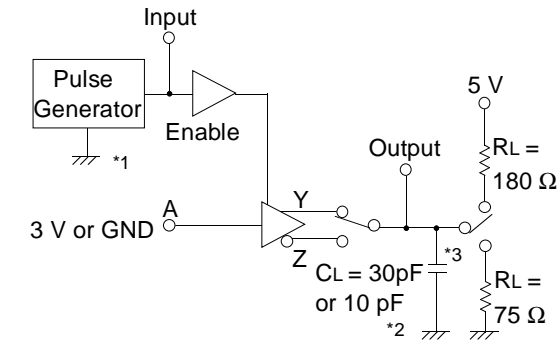 Input
Pulse
Generator
*1
Enable
5 V
RL =
180 Ω
Output
A
3 V or GND
Y
Z
*3
CL = 30pF
or 10 pF
*2
RL =
75 Ω